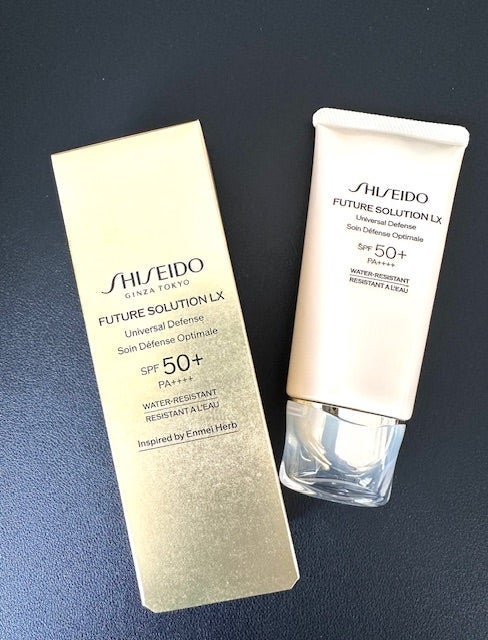 SHISEIDO
GINZA TOKYO
FUTURE SOLUTION LX
Universal Defense
Soin Défense Optimale
SPF 50+
PA++++
WATER-RESISTANT
RESISTANT A L'EAU
Inspired by Enmei Herb
SHISEIDO
FUTURE SOLUTION LX
Universal Defense
Soin Défense Optimale
SPF 50+
PA++++
WATER-RESISTANT
RESISTANT A L'EAU